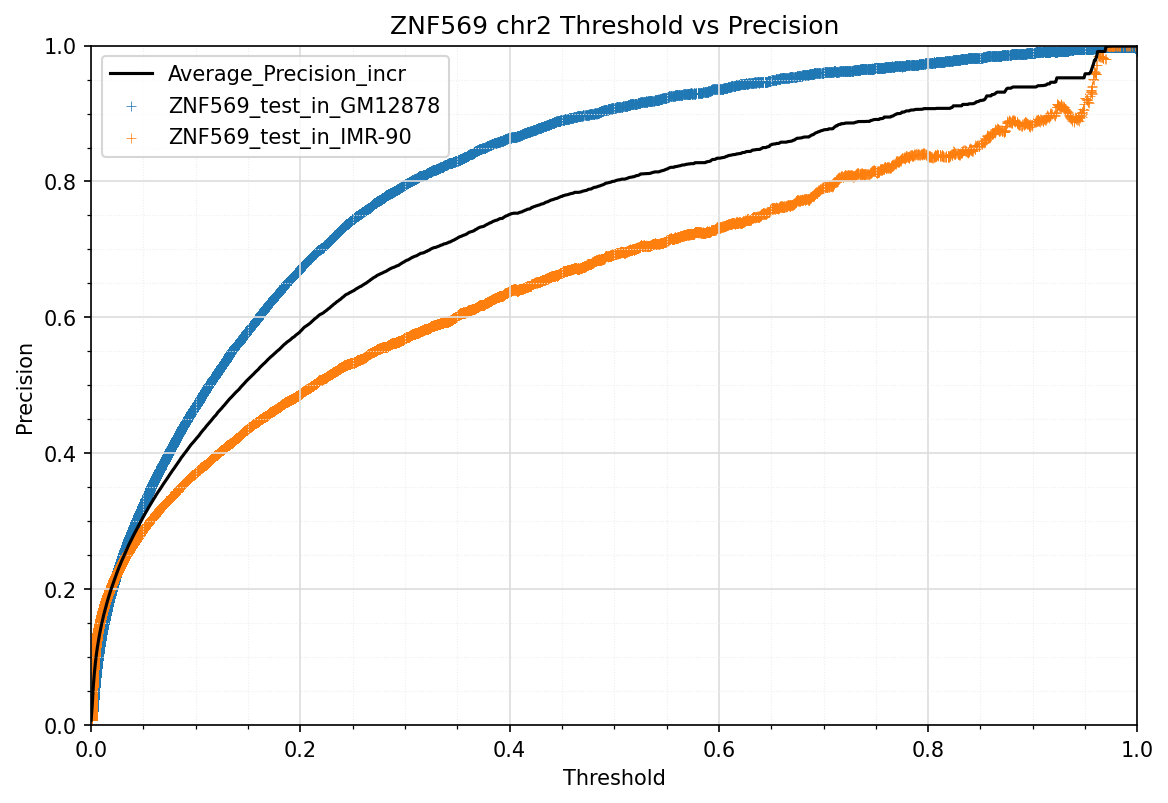 ZNF569 chr2 Threshold vs Precision
Average_Precision_incr
ZNF569_test_in_GM12878
ZNF569_test_in_IMR-90
1.0
0.8
0.6
0.4
0.2
0.0
Precision
0.0 0.2 0.4 0.6 0.8 1.0
Threshold